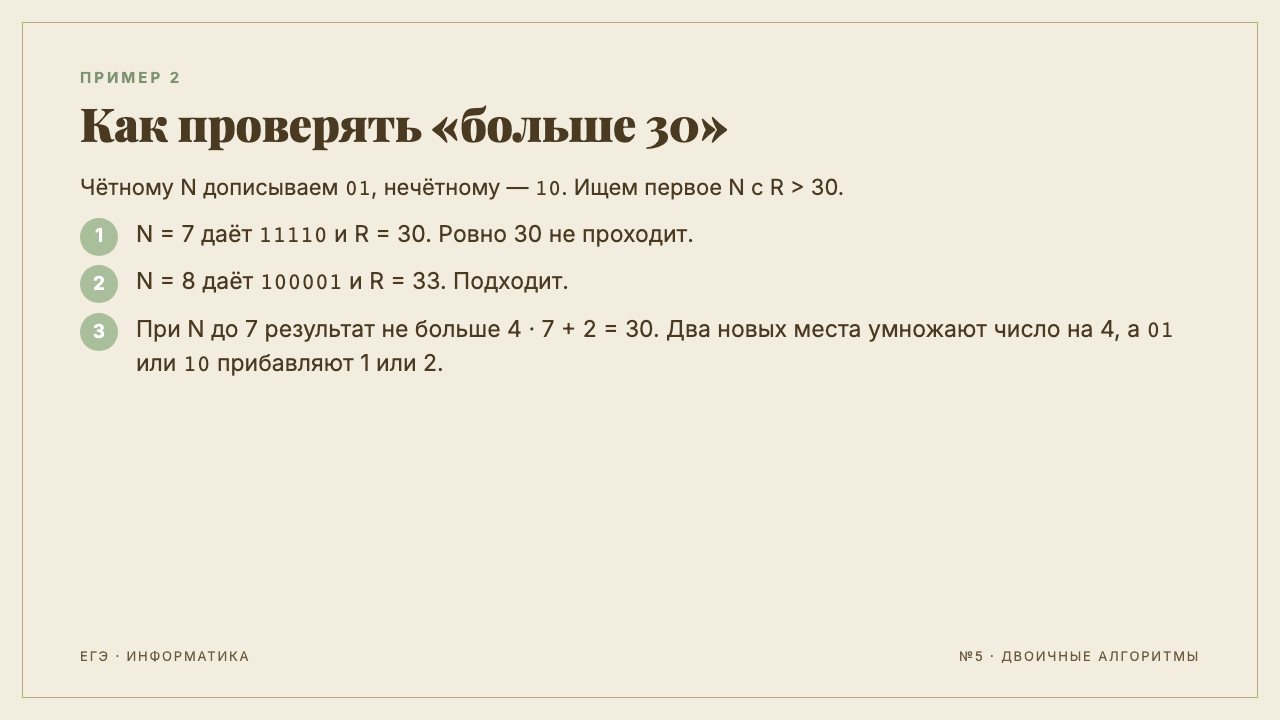 ПРИМЕР 2
Как проверять «больше 30»
Чётному N дописываем 01, нечётному — 10. Ищем первое N с R > 30.
1 N = 7 даёт 11110 и R = 30. Ровно 30 не проходит.
2 N = 8 даёт 100001 и R = 33. Подходит.
3 При N до 7 результат не больше 4 · 7 + 2 = 30. Два новых места умножают число на 4, а 01
или 10 прибавляют 1 или 2.
ЕГЭ · ИНФОРМАТИКА
№5 · ДВОИЧНЫЕ АЛГОРИТМЫ